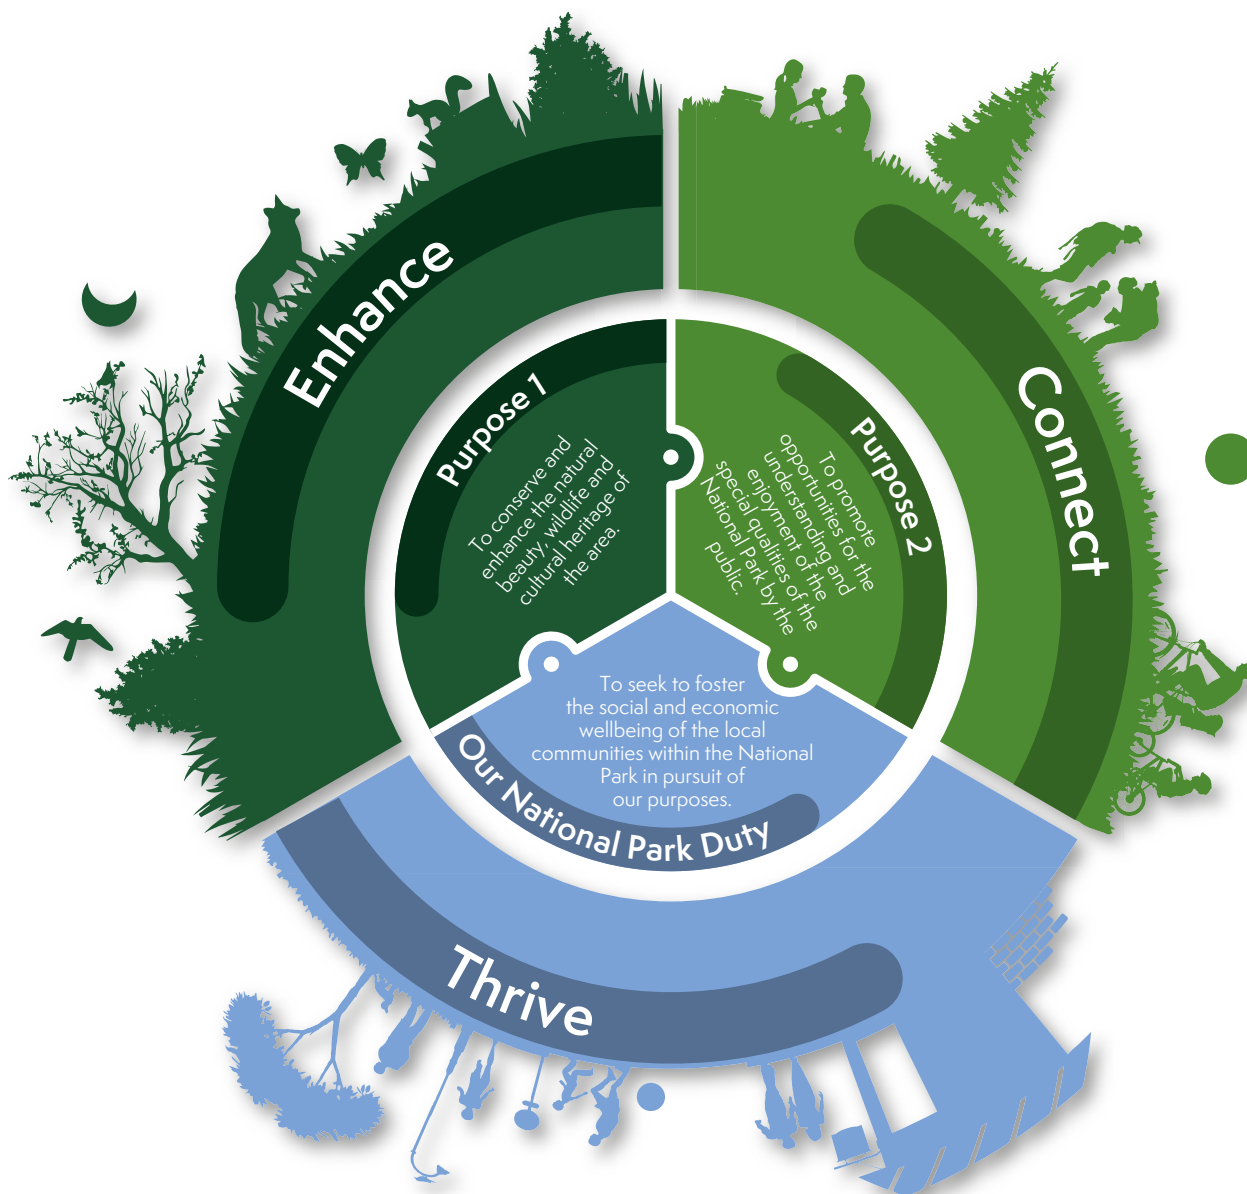 Enhance
Purpose 1
To conserve and
enhance the natural
beauty, wildlife and
cultural heritage of
the area.
Connect
Purpose 2
To promote
opportunities for the
understanding and
enjoyment of the
special qualities of the
National Park by the
public.
To seek to foster
the social and economic
wellbeing of the local
communities within the National
Park in pursuit of
our purposes.
Our National Park Duty
Thrive